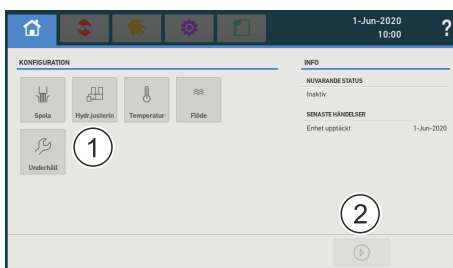 1-Jun-2020
10:00
?
KONFIGURATION
Spola
Hydr.justerin
Temperatur
Flöde
Underhåll
1
INFO
NUVARANDE STATUS
Inaktiv
SENASTE HÄNDELSER
Enhet upptäckt 1-Jun-2020
2